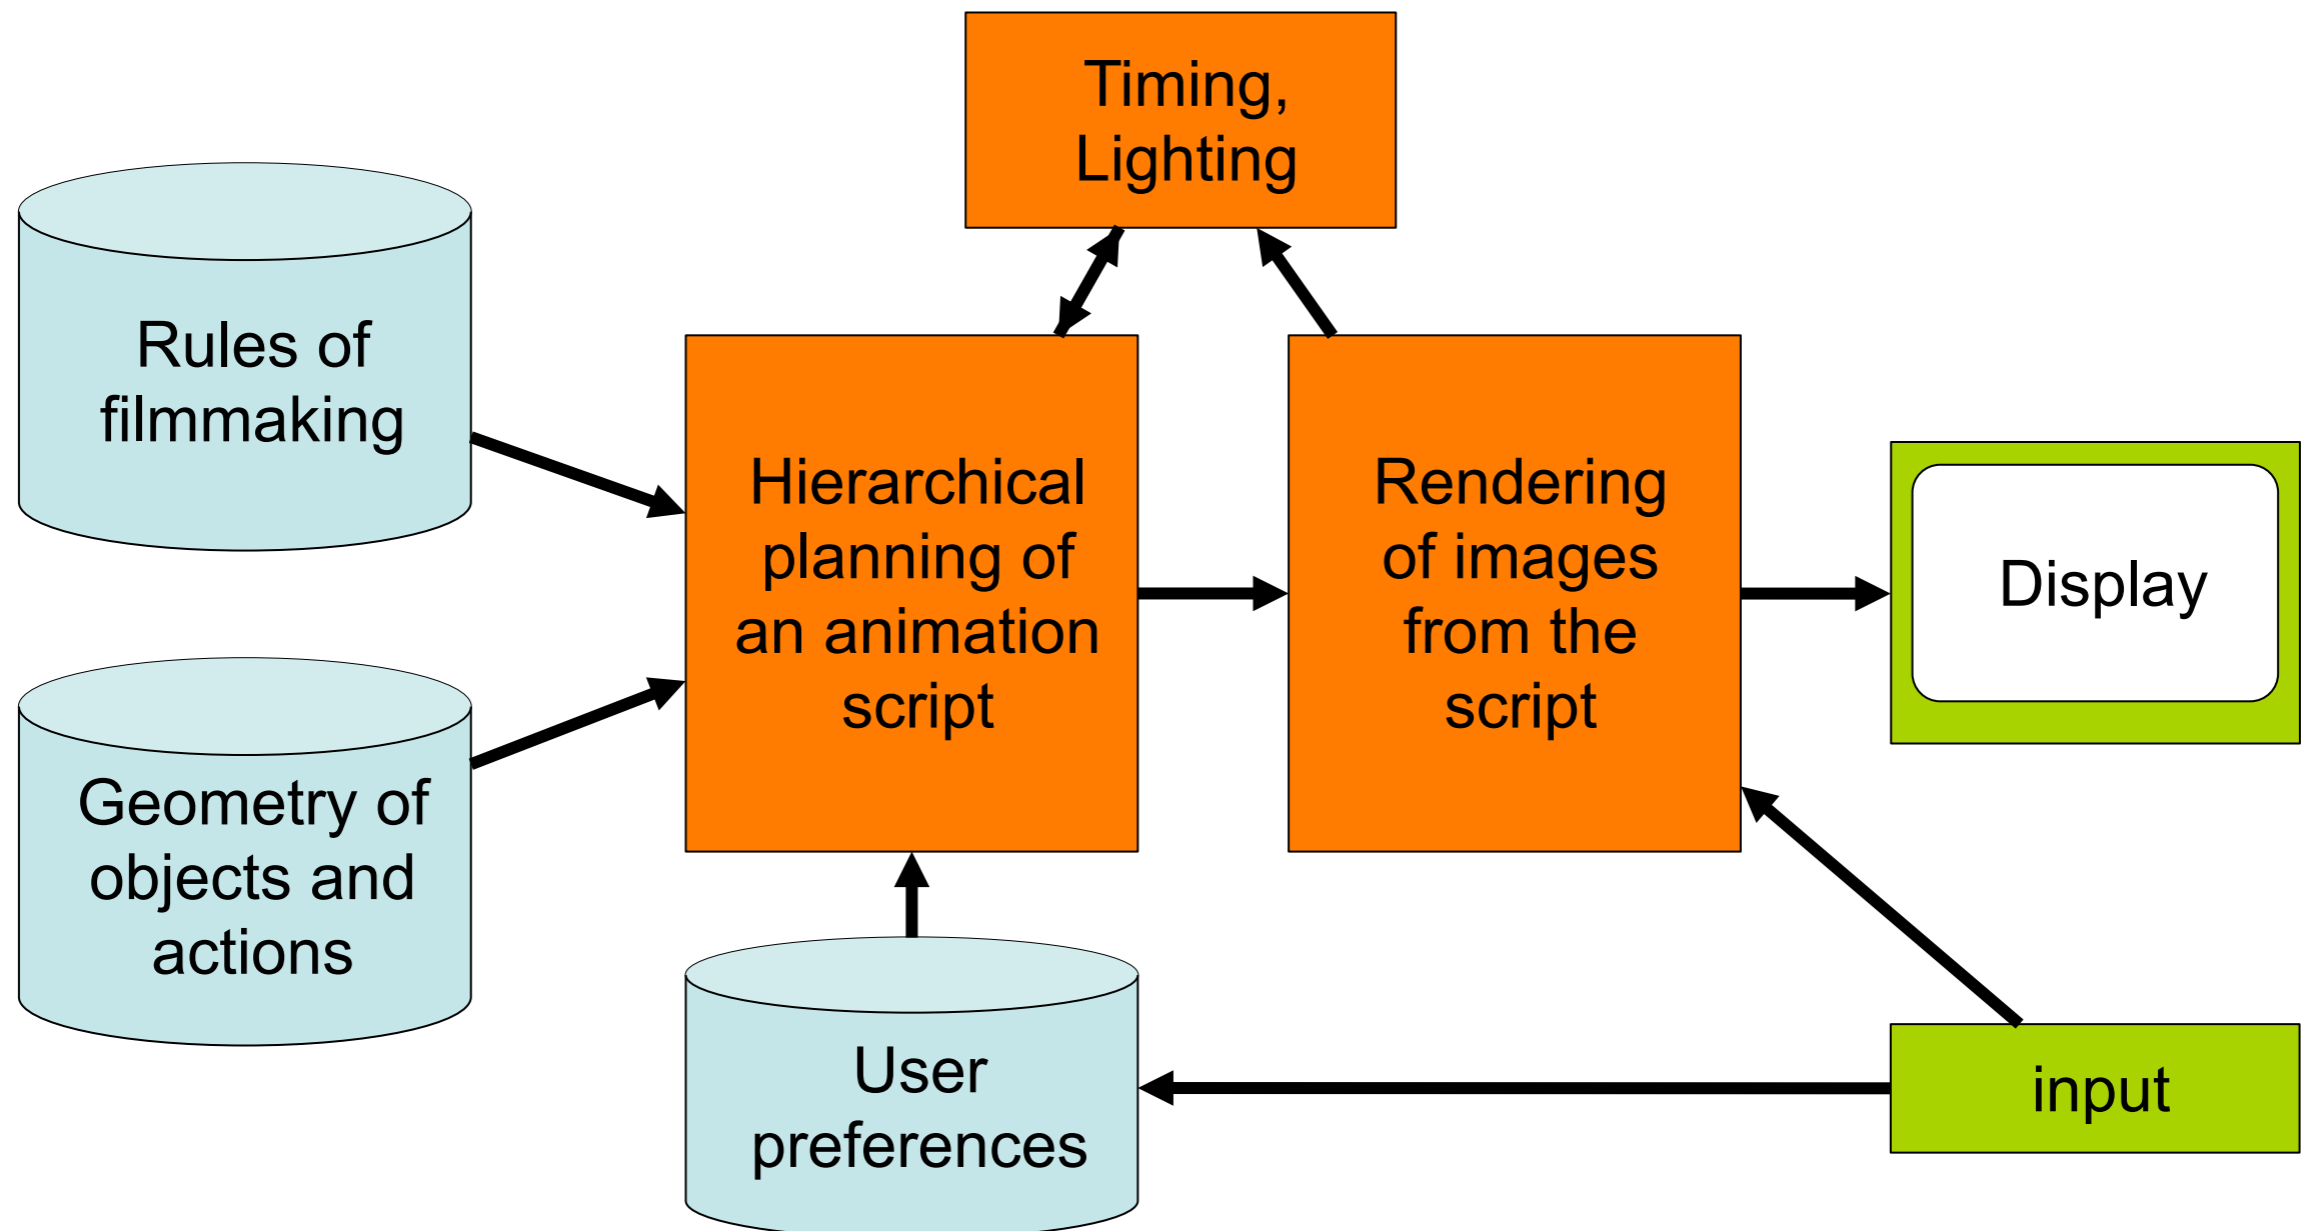 Timing,
Lighting
Rules of
filmmaking
Hierarchical
planning of
an animation
script
Rendering
of images
from the
script
Display
Geometry of
objects and
actions
User
preferences
input